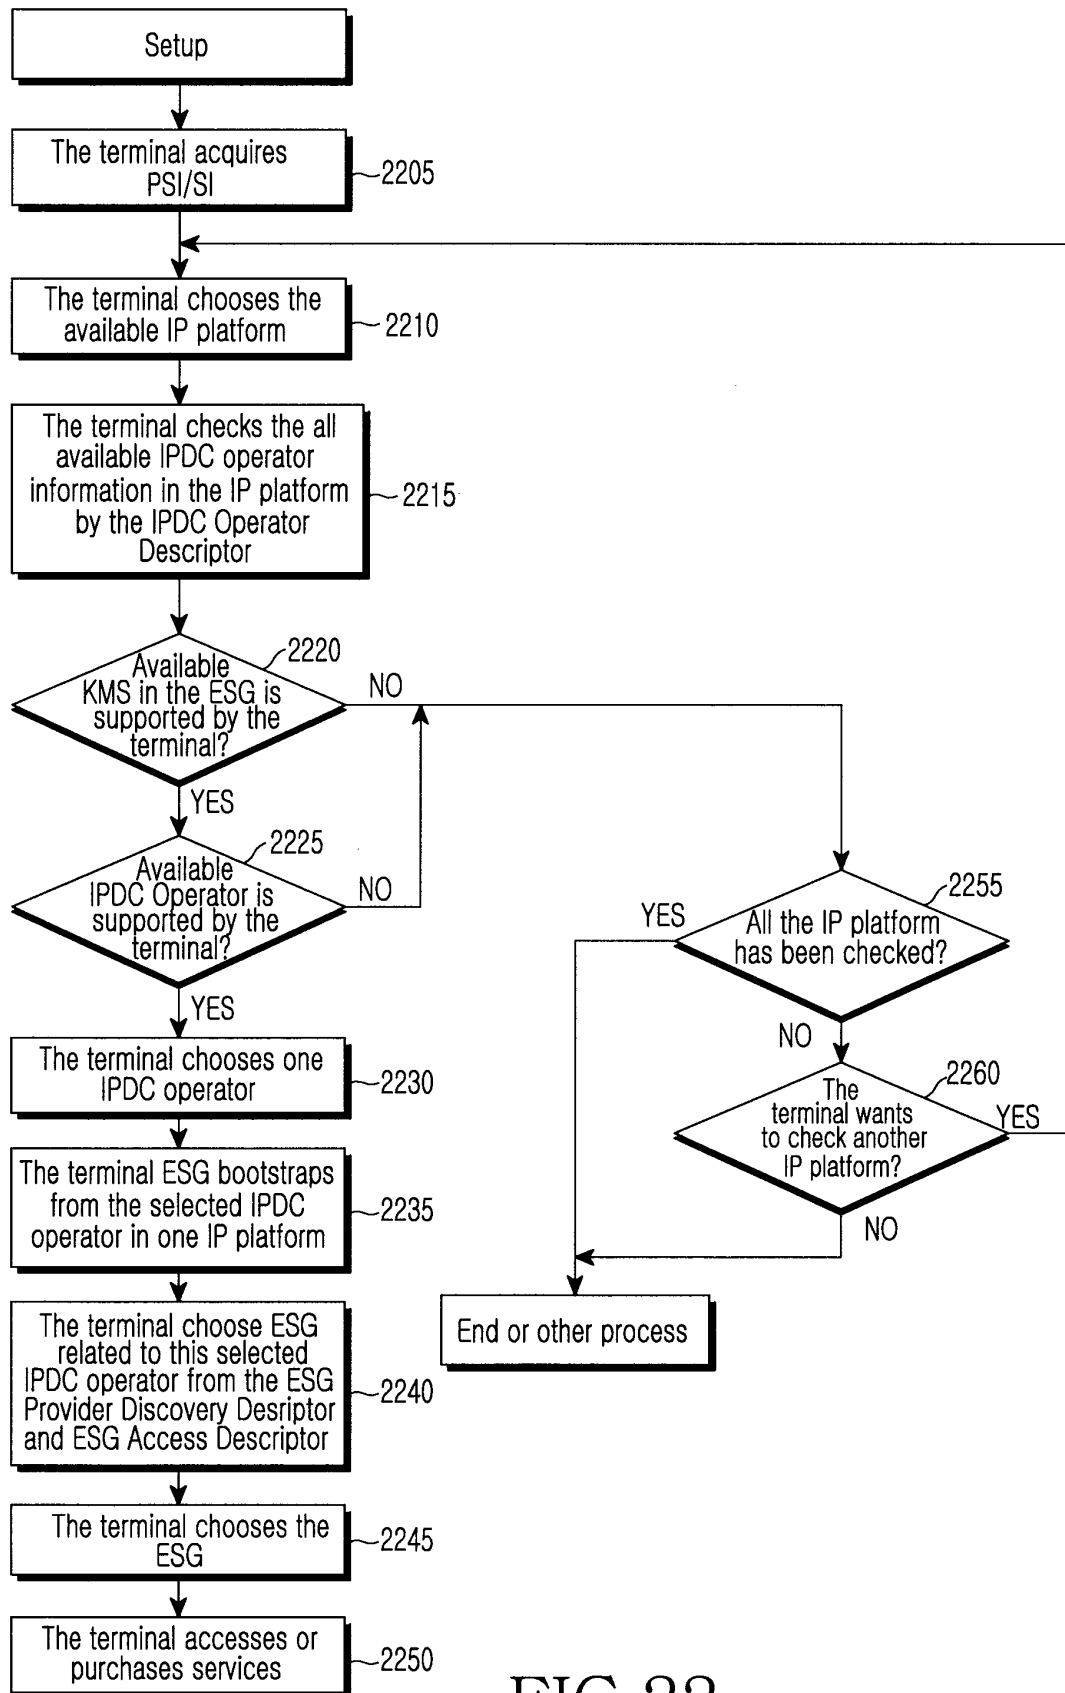 Setup
The terminal acquires
PSI/SI
2205
The terminal chooses the
available IP platform
2210
The terminal checks the all
available IPDC operator
information in the IP platform
by the IPDC Operator
Descriptor
2215
Available
KMS in the ESG is
supported by the
terminal?
2220
NO
YES
Available
IPDC Operator is
supported by the
terminal?
2225
NO
YES
The terminal chooses one
IPDC operator
2230
The terminal ESG bootstraps
from the selected IPDC
operator in one IP platform
2235
The terminal choose ESG
related to this selected
IPDC operator from the ESG
Provider Discovery Desriptor
and ESG Access Descriptor
2240
The terminal chooses the
ESG
2245
The terminal accesses or
purchases services
2250
All the IP platform
has been checked?
2255
YES
NO
The
terminal wants
to check another
IP platform?
2260
YES
NO
End or other process
FIG.22